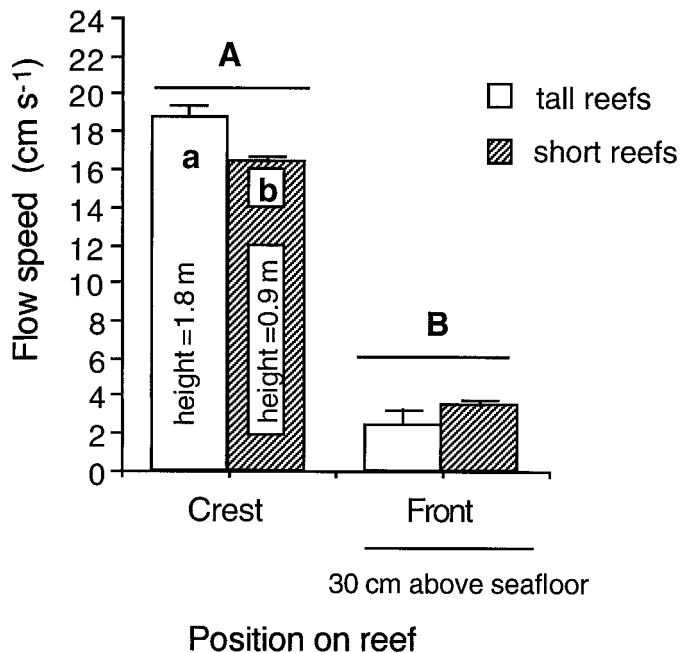 Flow speed (cm s-1)
24
22
20
18
16
14
12
10
8
6
4
2
0
A
a
b
height=1.8 m
height=0.9 m
B
tall reefs
short reefs
Crest
Front
30 cm above seafloor
Position on reef